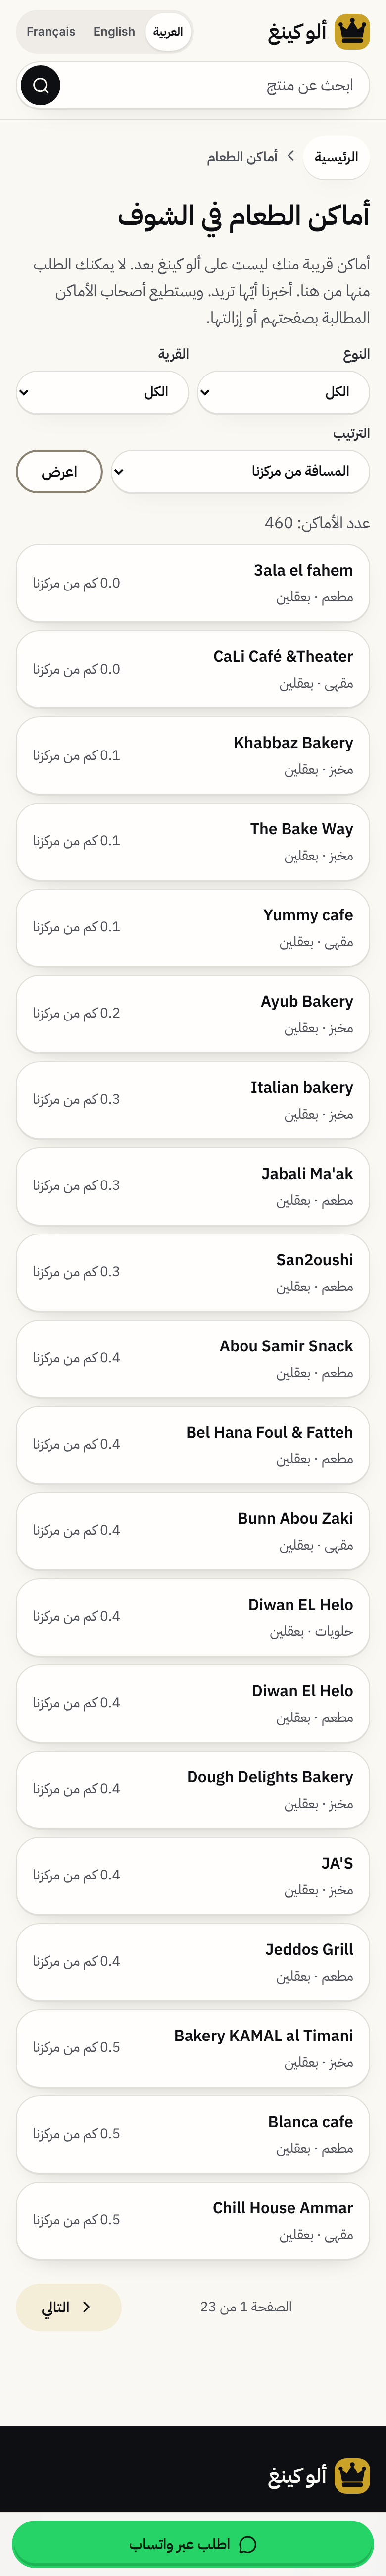 ألو كينغ
العربية English Français
ابحث عن منتج
الرئيسية أماكن الطعام
أماكن الطعام في الشوف
أماكن قريبة منك ليست على ألو كينغ بعد. لا يمكنك الطلب
منها من هنا. أخبرنا أيّها تريد. ويستطيع أصحاب الأماكن
المطالبة بصفحتهم أو إزالتها.
النوع القرية
الكل الكل
الترتيب
المسافة من مركزنا اعرض
عدد الأماكن: 460
3ala el fahem
مطعم · بعقلين
0.0 كم من مركزنا
CaLi Café &Theater
مقهى · بعقلين
0.0 كم من مركزنا
Khabbaz Bakery
مخبز · بعقلين
0.1 كم من مركزنا
The Bake Way
مخبز · بعقلين
0.1 كم من مركزنا
Yummy cafe
مقهى · بعقلين
0.1 كم من مركزنا
Ayub Bakery
مخبز · بعقلين
0.2 كم من مركزنا
Italian bakery
مخبز · بعقلين
0.3 كم من مركزنا
Jabali Ma'ak
مطعم · بعقلين
0.3 كم من مركزنا
San2oushi
مطعم · بعقلين
0.3 كم من مركزنا
Abou Samir Snack
مطعم · بعقلين
0.4 كم من مركزنا
Bel Hana Foul & Fatteh
مطعم · بعقلين
0.4 كم من مركزنا
Bunn Abou Zaki
مقهى · بعقلين
0.4 كم من مركزنا
Diwan EL Helo
حلويات · بعقلين
0.4 كم من مركزنا
Diwan El Helo
مطعم · بعقلين
0.4 كم من مركزنا
Dough Delights Bakery
مخبز · بعقلين
0.4 كم من مركزنا
JA'S
مخبز · بعقلين
0.4 كم من مركزنا
Jeddos Grill
مطعم · بعقلين
0.4 كم من مركزنا
Bakery KAMAL al Timani
مخبز · بعقلين
0.5 كم من مركزنا
Blanca cafe
مطعم · بعقلين
0.5 كم من مركزنا
Chill House Ammar
مقهى · بعقلين
0.5 كم من مركزنا
الصفحة 1 من 23
التالي
ألو كينغ
اطلب عبر واتساب